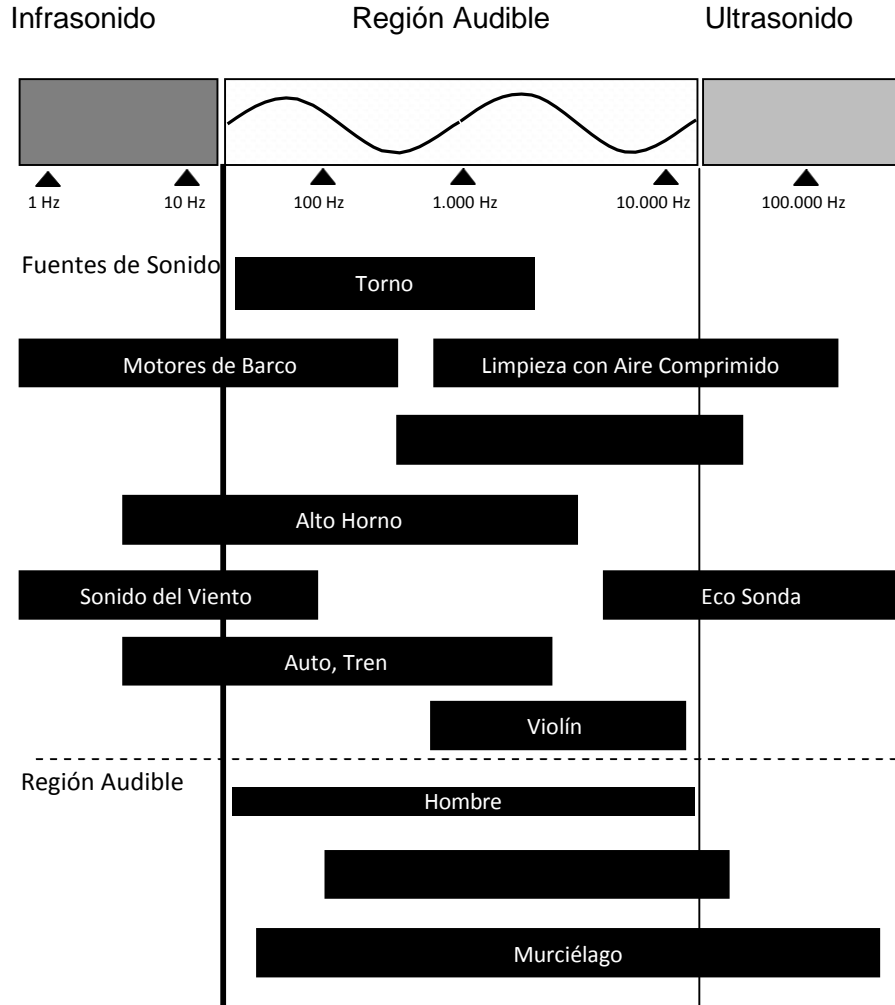 Infrasonido Región Audible Ultrasonido
1 Hz 10 Hz 100 Hz 1.000 Hz 10.000 Hz 100.000 Hz
Fuentes de Sonido
Torno
Motores de Barco Limpieza con Aire Comprimido
Alto Horno
Sonido del Viento Eco Sonda
Auto, Tren
Violín
Región Audible
Hombre
Murciélago